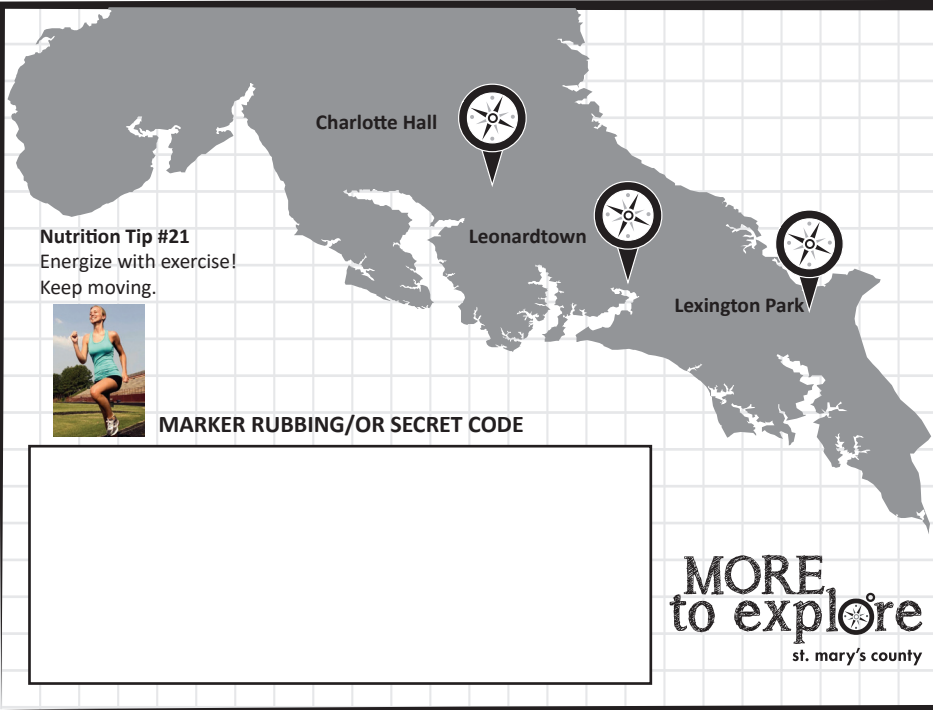 Charlotte Hall
Leonardtown
Lexington Park
Nutrition Tip #21
Energize with exercise!
Keep moving.
MARKER RUBBING/OR SECRET CODE
MORE
to explore
st. mary's county